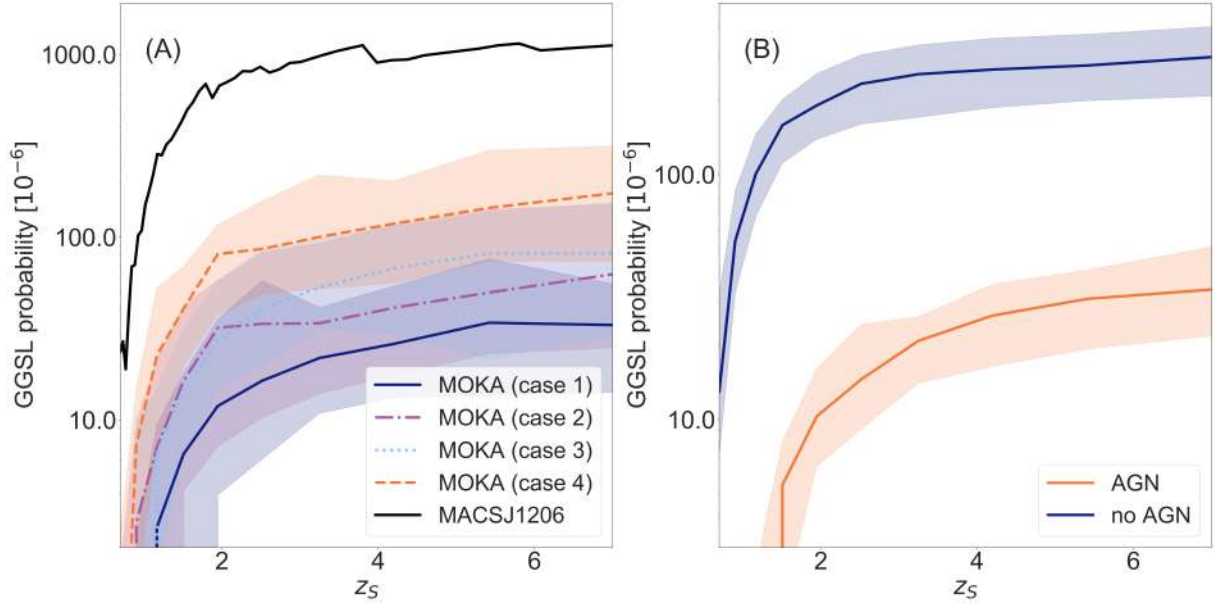 (A)
GGSL probability [10⁻⁶]
1000.0
100.0
10.0
2
4
6
z_S
MOKA (case 1)
MOKA (case 2)
MOKA (case 3)
MOKA (case 4)
MACSJ1206
(B)
GGSL probability [10⁻⁶]
100.0
10.0
2
4
6
z_S
AGN
no AGN